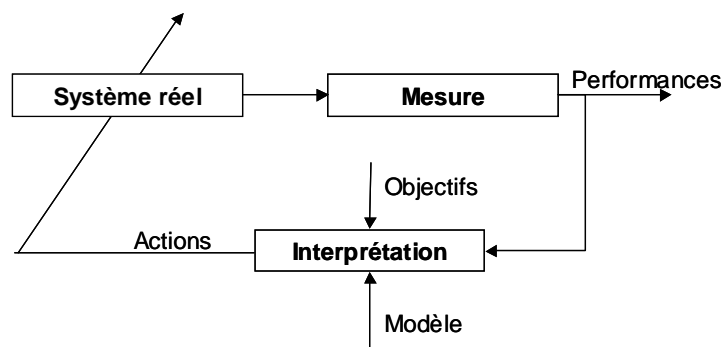 Performances
Système réel
Mesure
Objectifs
Actions
Interprétation
Modèle